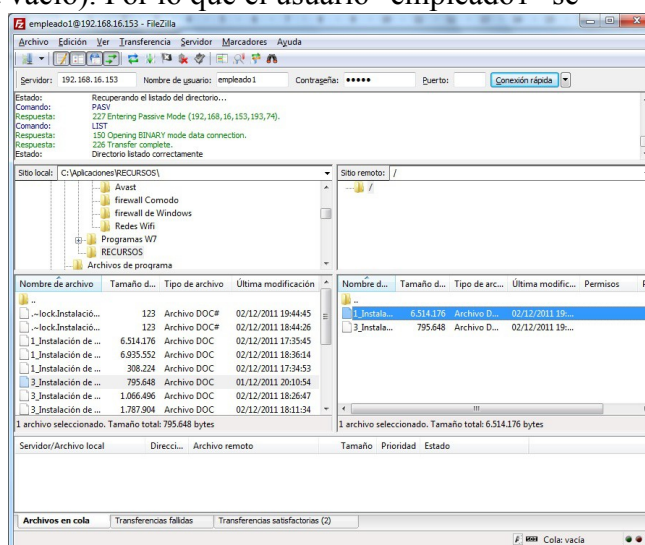 vacío). Por lo que el usuario "empleado1" se
empleado1@192.168.16.153 - FileZilla
Archivo Edición Ver Transferencia Servidor Marcadores Ayuda
Servidor: 192.168.16.153 Nombre de usuario: empleado1 Contraseña: ●●●●● Puerto: Conexión rápida
Estado: Recuperando el listado del directorio...
Comando: PASV
Respuesta: 227 Entering Passive Mode (192,168,16,153,193,74).
Comando: LIST
Respuesta: 150 Opening BINARY mode data connection.
Respuesta: 226 Transfer complete.
Estado: Directorio listado correctamente
Sitio local: C:\Aplicaciones\RECURSOS\
Sitio remoto: /
Avast
firewall Comodo
firewall de Windows
Redes Wifi
Programas W7
RECURSOS
Archivos de programa
/
Nombre de archivo Tamaño d... Tipo de archivo Última modificación
..
.~lock.Instalació... 123 Archivo DOC# 02/12/2011 19:44:45
.~lock.Instalació... 123 Archivo DOC# 02/12/2011 18:44:26
1_Instalación de ... 6.514.176 Archivo DOC 02/12/2011 17:35:45
1_Instalación de ... 6.935.552 Archivo DOC 02/12/2011 18:36:14
1_Instalación de ... 308.224 Archivo DOC 02/12/2011 17:34:53
3_Instalación de ... 795.648 Archivo DOC 01/12/2011 20:10:54
3_Instalación de ... 1.066.496 Archivo DOC 02/12/2011 18:26:47
3_Instalación de ... 1.787.904 Archivo DOC 02/12/2011 18:11:34
1 archivo seleccionado. Tamaño total: 795.648 bytes
Nombre d... Tamaño d... Tipo de arc... Última modific... Permisos
..
1_Instala... 6.514.176 Archivo D... 02/12/2011 19:...
3_Instala... 795.648 Archivo D... 02/12/2011 19:...
1 archivo seleccionado. Tamaño total: 6.514.176 bytes
Servidor/Archivo local Direcci... Archivo remoto Tamaño Prioridad Estado
Archivos en cola Transferencias fallidas Transferencias satisfactorias (2)
Cola: vacía